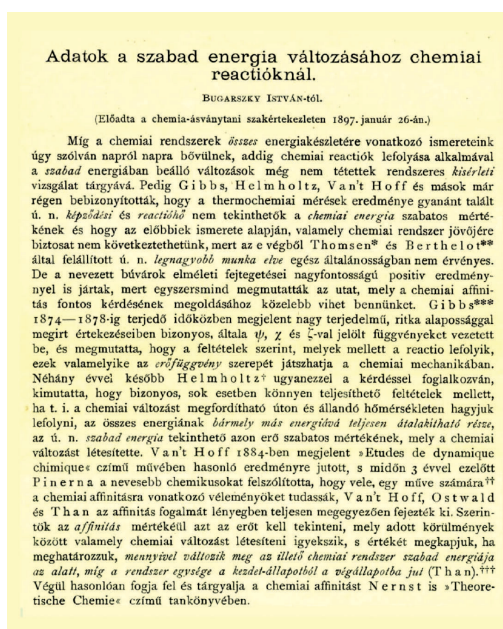 Adatok a szabad energia változásához chemiai
reactióknál.
BUGARSZKY ISTVÁN-tól.
(Előadta a chemia-ásványtani szakértekezleten 1897. január 26-án.)
Míg a chemiai rendszerek összes energiakészletére vonatkozó ismereteink
úgy szólván napról napra bővülnek, addig chemiai reactiók lefolyása alkalmával
a szabad energiában beálló változások még nem tétettek rendszeres kisérleti
vizsgálat tárgyává. Pedig Gibbs, Helmholtz, Van't Hoff és mások már
régen bebizonyították, hogy a thermochemiai mérések eredménye gyanánt talált
ú. n. képződési és reactióhő nem tekinthetők a chemiai energia szabatos mérté-
kének és hogy az előbbiek ismerete alapján, valamely chemiai rendszer jövőjére
biztosat nem következtethetünk, mert az e végből Thomsen* és Berthelot**
által felállított ú. n. legnagyobb munka elve egész általánosságban nem érvényes.
De a nevezett búvárok elméleti fejtegetései nagyfontosságú positiv eredmény-
nyel is jártak, mert egyszersmind megmutatták az utat, mely a chemiai affini-
tás fontos kérdésének megoldásához közelebb vihet bennünket. Gibbs***
1874—1878-ig terjedő időközben megjelent nagy terjedelmű, ritka alapossággal
megirt értekezéseiben bizonyos, általa ψ, χ és ζ-val jelölt függvényeket vezetett
be, és megmutatta, hogy a feltételek szerint, melyek mellett a reactio lefolyik,
ezek valamelyike az erőfüggvény szerepét játszhatja a chemiai mechanikában.
Néhány évvel később Helmholtz† ugyanezzel a kérdéssel foglalkozván,
kimutatta, hogy bizonyos, sok esetben könnyen teljesíthető feltételek mellett,
ha t. i. a chemiai változást megfordítható úton és állandó hőmérsékleten hagyjuk
lefolyni, az összes energiának bármely más energiává teljesen átalakítható része,
az ú. n. szabad energia tekinthető azon erő szabatos mértékének, mely a chemiai
változást létesítette. Van't Hoff 1884-ben megjelent »Etudes de dynamique
chimique« czímű művében hasonló eredményre jutott, s midőn 3 évvel ezelőtt
Pinerna a nevesebb chemikusokat felszólította, hogy vele, egy műve számára††
a chemiai affinitásra vonatkozó véleményöket tudassák, Van't Hoff, Ostwald
és Than az affinitás fogalmát lényegben teljesen megegyezően fejezték ki. Szerin-
tök az affinitás mértékéül azt az erőt kell tekinteni, mely adott körülmények
között valamely chemiai változást létesíteni igyekszik, s értékét megkapjuk, ha
meghatározzuk, mennyivel változik meg az illető chemiai rendszer szabad energiája
az alatt, míg a rendszer egysége a kezdet-állapotból a végállapotba jut (Than).†††
Végül hasonlóan fogja fel és tárgyalja a chemiai affinitást Nernst is »Theore-
tische Chemie« czímű tankönyvében.